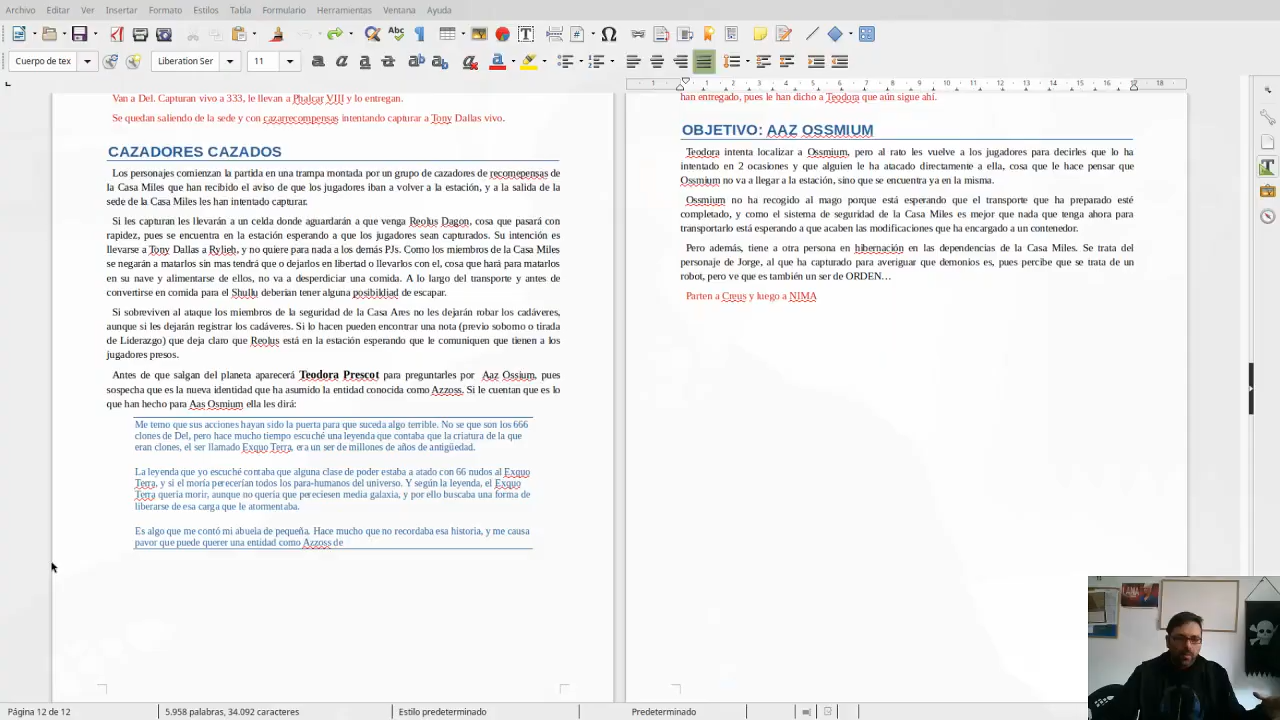 Archivo Editar Ver Insertar Formato Estilos Tabla Formulario Herramientas Ventana Ayuda
Cuerpo de tex Liberation Ser 11
1 1 2 3 4 5 6 7 8 9 10 11 12 13 14 15 16 17 18
Van a Del. Capturan vivo a 333, le llevan a Phalcar VIII y lo entregan.
Se quedan saliendo de la sede y con cazarrecompensas intentando capturar a Tony Dallas vivo.
CAZADORES CAZADOS
Los personajes comienzan la partida en una trampa montada por un grupo de cazadores de recomepensas de
la Casa Miles que han recibido el aviso de que los jugadores iban a volver a la estación, y a la salida de la
sede de la Casa Miles les han intentado capturar.
Si les capturan les llevarán a un celda donde aguardarán a que venga Reolus Dagon, cosa que pasará con
rapidez, pues se encuentra en la estación esperando a que los jugadores sean capturados. Su intención es
llevarse a Tony Dallas a Rylieh, y no quiere para nada a los demás PJs. Como los miembros de la Casa Miles
se negarán a matarlos sin mas tendrá que o dejarlos en libertad o llevarlos con el, cosa que hará para matarlos
en su nave y alimentarse de ellos, no va a desperdiciar una comida. A lo largo del transporte y antes de
convertirse en comida para el Shullu deberían tener alguna posibildiad de escapar.
Si sobreviven al ataque los miembros de la seguridad de la Casa Ares no les dejarán robar los cadáveres,
aunque si les dejarán registrar los cadáveres. Si lo hacen pueden encontrar una nota (previo soborno o tirada
de Liderazgo) que deja claro que Reolus está en la estación esperando que le comuniquen que tienen a los
jugadores presos.
Antes de que salgan del planeta aparecerá Teodora Prescot para preguntarles por Aaz Ossium, pues
sospecha que es la nueva identidad que ha asumido la entidad conocida como Azzoss. Si le cuentan que es lo
que han hecho para Aas Osmium ella les dirá:
Me temo que sus acciones hayan sido la puerta para que suceda algo terrible. No se que son los 666
clones de Del, pero hace mucho tiempo escuché una leyenda que contaba que la criatura de la que
eran clones, el ser llamado Exquo Terra, era un ser de millones de años de antigüedad.
La leyenda que yo escuché contaba que alguna clase de poder estaba a atado con 66 nudos al Exquo
Terra, y si el moría perecerían todos los para-humanos del universo. Y según la leyenda, el Exquo
Terra quería morir, aunque no quería que pereciesen media galaxia, y por ello buscaba una forma de
liberarse de esa carga que le atormentaba.
Es algo que me contó mi abuela de pequeña. Hace mucho que no recordaba esa historia, y me causa
pavor que puede querer una entidad como Azzoss de
han entregado, pues le han dicho a Teodora que aún sigue ahí.
OBJETIVO: AAZ OSSMIUM
Teodora intenta localizar a Ossmium, pero al rato les vuelve a los jugadores para decirles que lo ha
intentado en 2 ocasiones y que alguien le ha atacado directamente a ella, cosa que le hace pensar que
Ossmium no va a llegar a la estación, sino que se encuentra ya en la misma.
Ossmium no ha recogido al mago porque está esperando que el transporte que ha preparado esté
completado, y como el sistema de seguridad de la Casa Miles es mejor que nada que tenga ahora para
transportarlo está esperando a que acaben las modificaciones que ha encargado a un contenedor.
Pero además, tiene a otra persona en hibernación en las dependencias de la Casa Miles. Se trata del
personaje de Jorge, al que ha capturado para averiguar que demonios es, pues percibe que se trata de un
robot, pero ve que es también un ser de ORDEN…
Parten a Creus y luego a NIMA
Página 12 de 12 5.958 palabras, 34.092 caracteres Estilo predeterminado Predeterminado